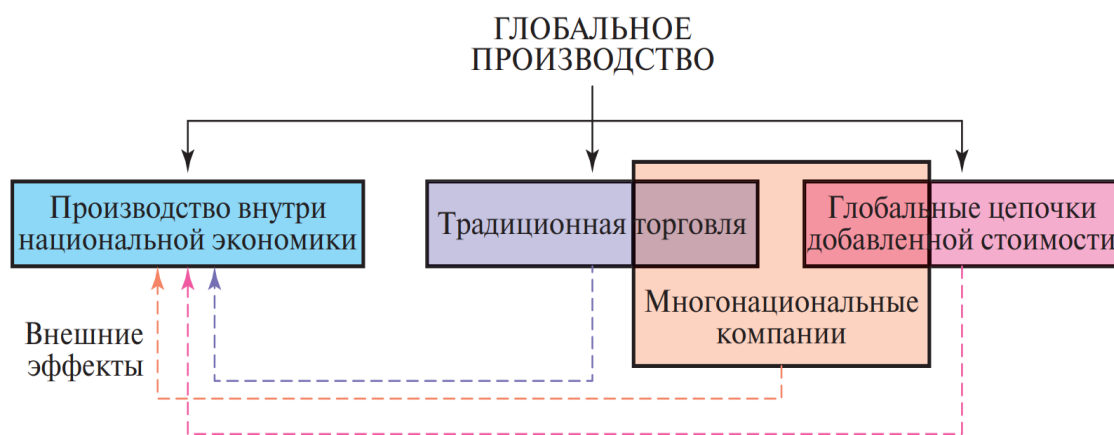 ГЛОБАЛЬНОЕ
ПРОИЗВОДСТВО
Производство внутри
национальной экономики
Традиционная торговля
Глобальные цепочки
добавленной стоимости
Многонациональные
компании
Внешние
эффекты